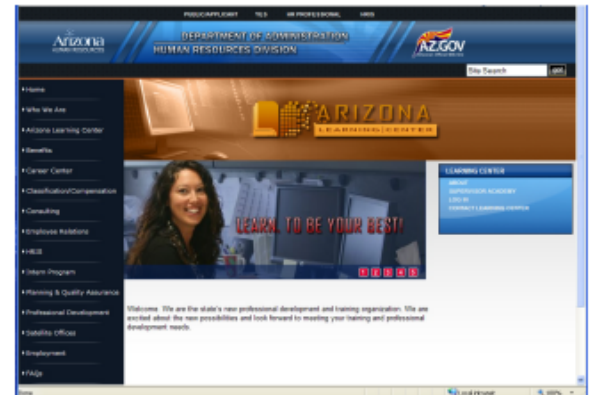 PUBLIC/APPLICANT YES HR PROFESSIONAL HRIS
Arizona
HUMAN RESOURCES
DEPARTMENT OF ADMINISTRATION
HUMAN RESOURCES DIVISION
AZ.GOV
Site Search
Home
Who We Are
Arizona Learning Center
Benefits
Career Center
Classification/Compensation
Consulting
Employee Relations
HRIS
Intern Program
Planning & Quality Assurance
Professional Development
Satellite Offices
Employment
FAQs
ARIZONA
LEARNING CENTER
LEARN. TO BE YOUR BEST!
1 2 3 4 5
LEARNING CENTER
ABOUT
SUPERVISOR ACADEMY
LOG IN
CONTACT LEARNING CENTER
Welcome. We are the state's new professional development and training organization. We are
excited about the new possibilities and look forward to meeting your training and professional
development needs.